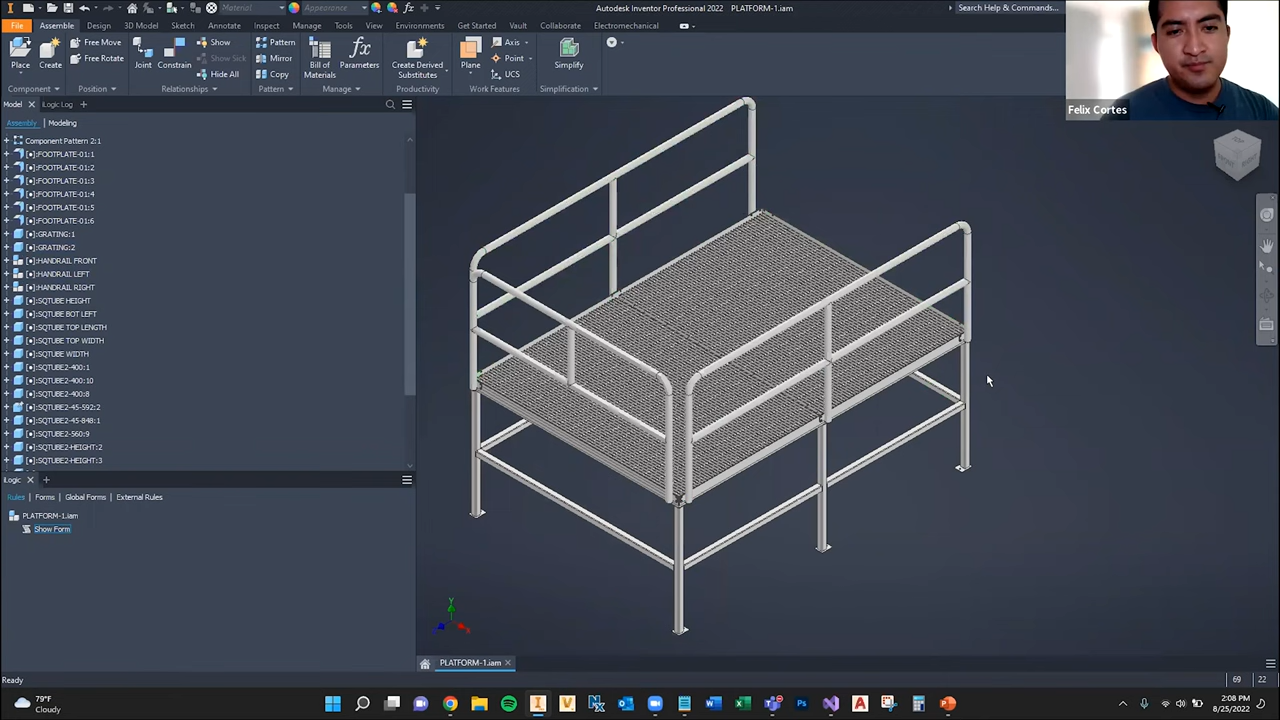 Material
Appearance
fx
Autodesk Inventor Professional 2022 PLATFORM-1.iam
Search Help & Commands...
File Assemble Design 3D Model Sketch Annotate Inspect Manage Tools View Environments Get Started Vault Collaborate Electromechanical
Place
Create
Free Move
Free Rotate
Joint
Constrain
Show
Show Sick
Hide All
Pattern
Mirror
Copy
Bill of
Materials
fx
Parameters
Create Derived
Substitutes
Plane
Axis
Point
UCS
Simplify
Component Position Relationships Pattern Manage Productivity Work Features Simplification
Model iLogic Log
Assembly Modeling
Component Pattern 2:1
[●]:FOOTPLATE-01:1
[●]:FOOTPLATE-01:2
[●]:FOOTPLATE-01:3
[●]:FOOTPLATE-01:4
[●]:FOOTPLATE-01:5
[●]:FOOTPLATE-01:6
[●]:GRATING:1
[●]:GRATING:2
[●]:HANDRAIL FRONT
[●]:HANDRAIL LEFT
[●]:HANDRAIL RIGHT
[●]:SQTUBE HEIGHT
[●]:SQTUBE BOT LEFT
[●]:SQTUBE TOP LENGTH
[●]:SQTUBE TOP WIDTH
[●]:SQTUBE WIDTH
[●]:SQTUBE2-400:1
[●]:SQTUBE2-400:10
[●]:SQTUBE2-400:8
[●]:SQTUBE2-45-592:2
[●]:SQTUBE2-45-848:1
[●]:SQTUBE2-560:9
[●]:SQTUBE2-HEIGHT:2
[●]:SQTUBE2-HEIGHT:3
iLogic
Rules Forms Global Forms External Rules
PLATFORM-1.iam
Show Form
Felix Cortes
Y
X
PLATFORM-1.iam
Ready
69 22
79°F
Cloudy
2:08 PM
8/25/2022